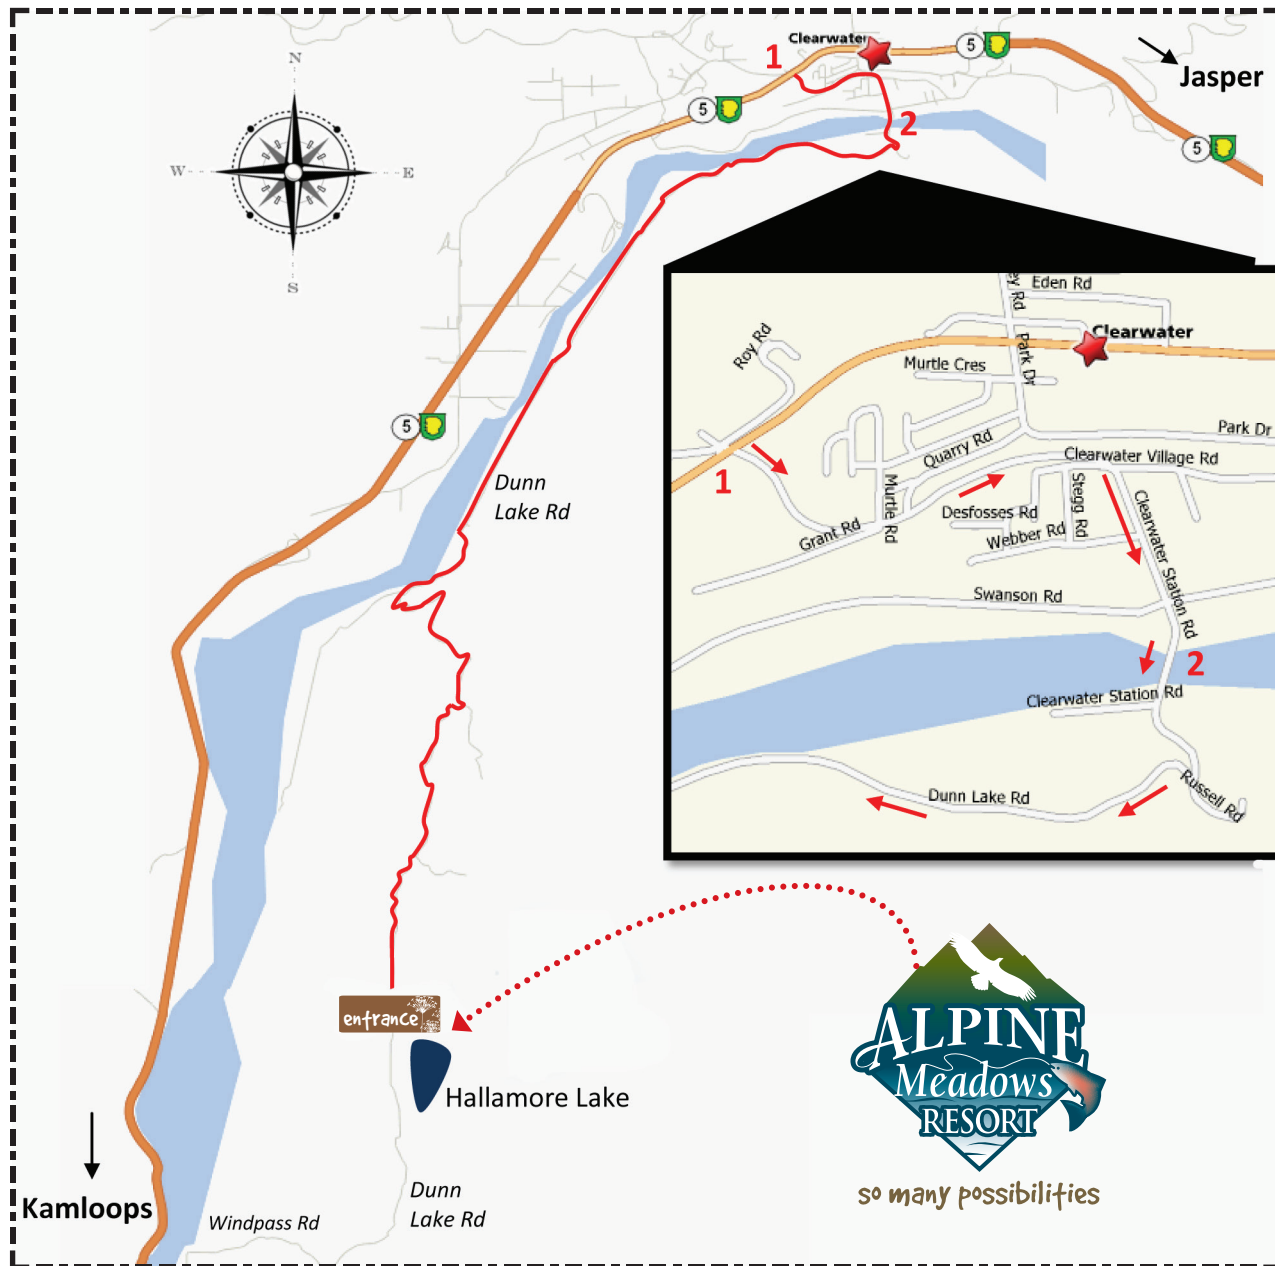 Clearwater
1
5
Jasper
5
2
5
N
W
E
S
5
ey Rd
Eden Rd
Clearwater
Roy Rd
Park Dr
Murtle Cres
Park Dr
Quarry Rd
Clearwater Village Rd
1
Murtle Rd
Stegg Rd
Desfosses Rd
Clearwater Station Rd
Grant Rd
Webber Rd
Swanson Rd
2
Clearwater Station Rd
Dunn Lake Rd
Russell Rd
Dunn
Lake Rd
entrance
Hallamore Lake
ALPINE
Meadows
RESORT
so many possibilities
Kamloops
Windpass Rd
Dunn
Lake Rd